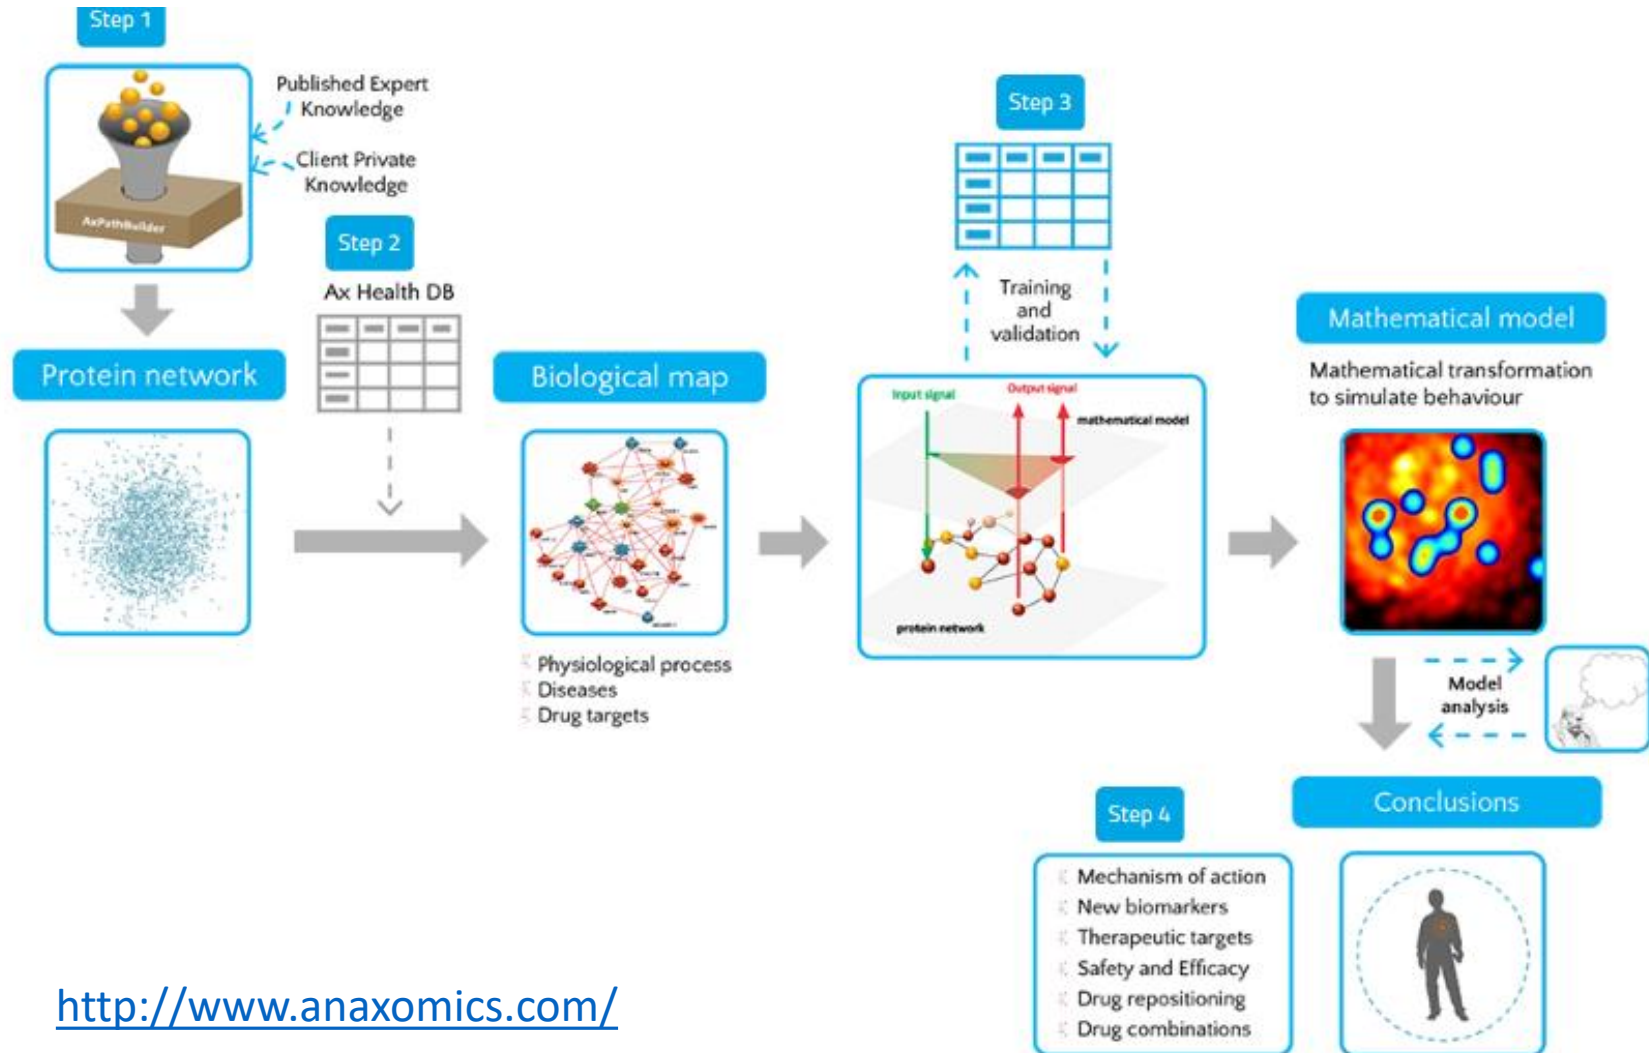 Step 1
Published Expert
Knowledge
Client Private
Knowledge
AxPathBuilder
Protein network
Step 2
Ax Health DB
Biological map
Physiological process
Diseases
Drug targets
Step 3
Training
and
validation
Input signal
Output signal
mathematical model
protein network
Mathematical model
Mathematical transformation
to simulate behaviour
Model
analysis
Conclusions
Step 4
Mechanism of action
New biomarkers
Therapeutic targets
Safety and Efficacy
Drug repositioning
Drug combinations
http://www.anaxomics.com/